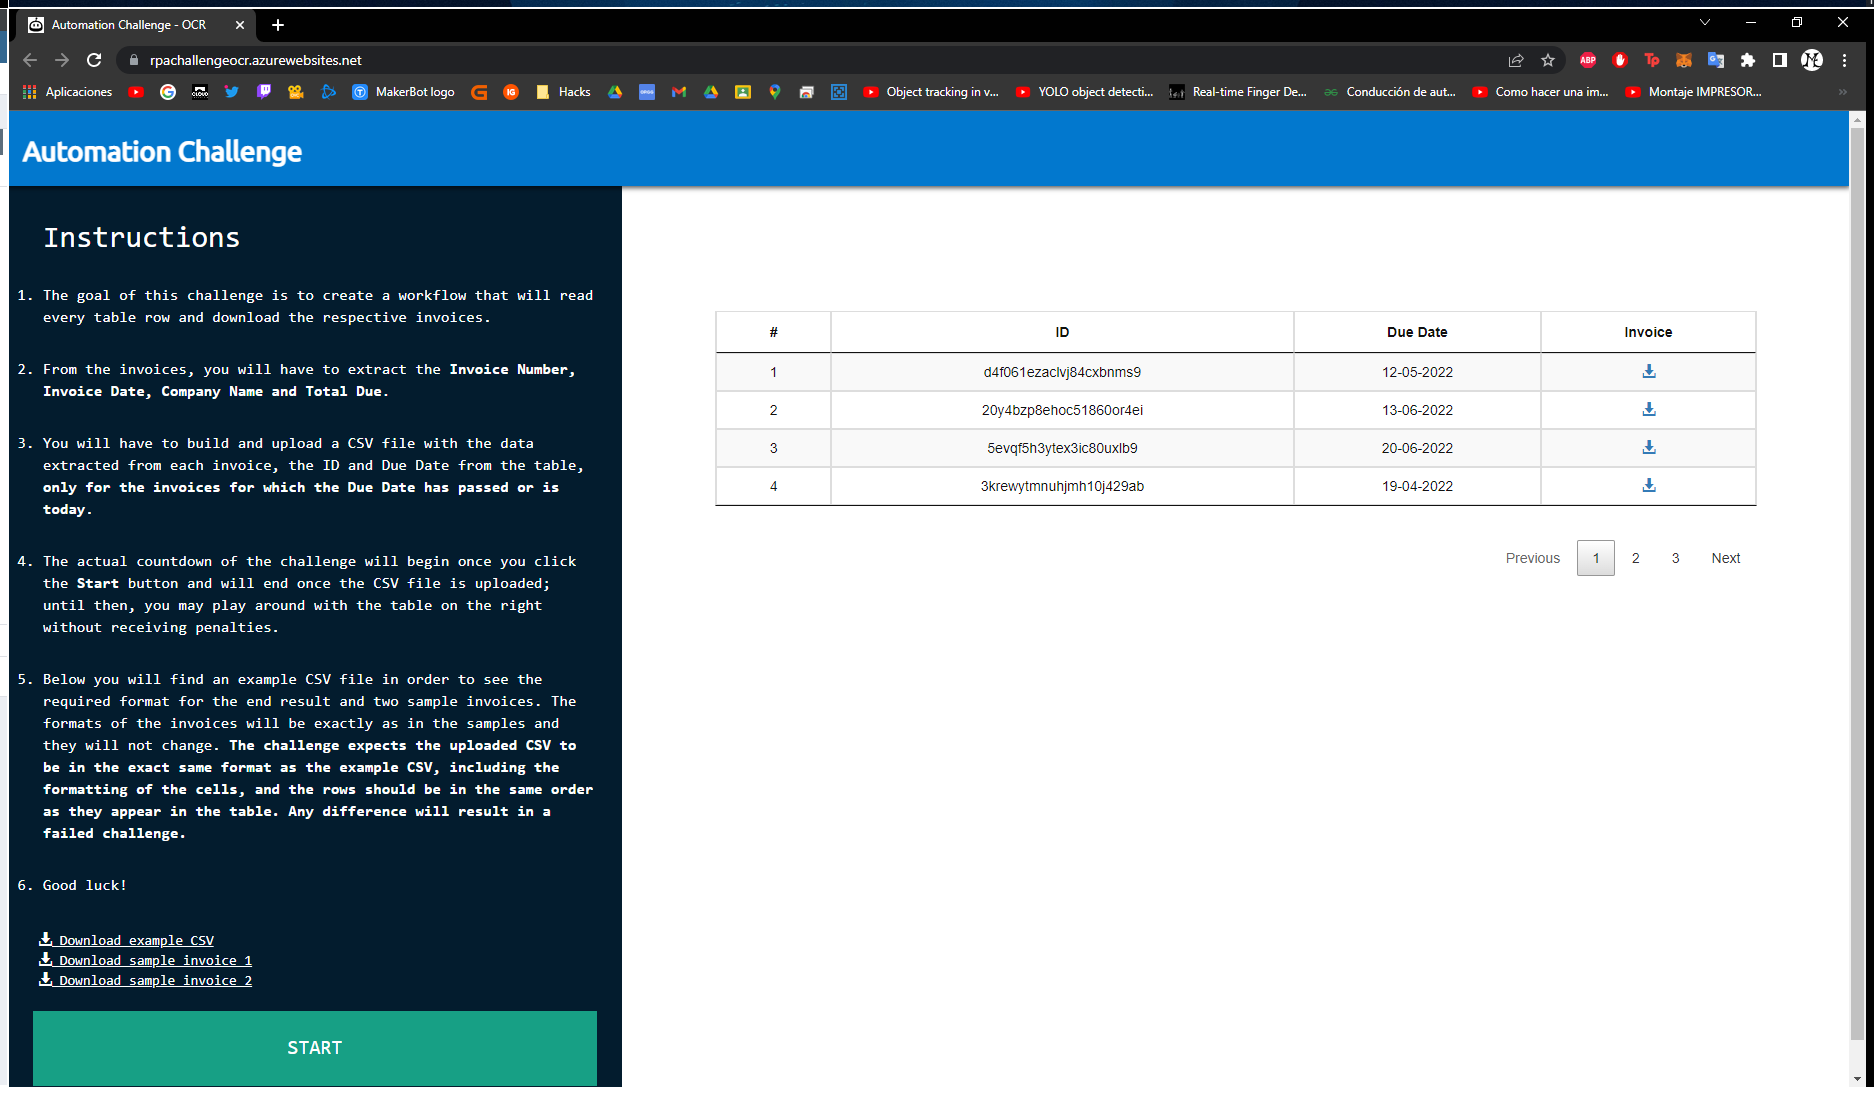 Automation Challenge - OCR
rpachallengeocr.azurewebsites.net
ABP
Tp
Aplicaciones
MakerBot logo
IG
Hacks
Object tracking in v...
YOLO object detecti...
Real-time Finger De...
Conducción de aut...
Como hacer una im...
Montaje IMPRESOR...
Automation Challenge
Instructions
1. The goal of this challenge is to create a workflow that will read
every table row and download the respective invoices.
2. From the invoices, you will have to extract the Invoice Number,
Invoice Date, Company Name and Total Due.
3. You will have to build and upload a CSV file with the data
extracted from each invoice, the ID and Due Date from the table,
only for the invoices for which the Due Date has passed or is
today.
4. The actual countdown of the challenge will begin once you click
the Start button and will end once the CSV file is uploaded;
until then, you may play around with the table on the right
without receiving penalties.
5. Below you will find an example CSV file in order to see the
required format for the end result and two sample invoices. The
formats of the invoices will be exactly as in the samples and
they will not change. The challenge expects the uploaded CSV to
be in the exact same format as the example CSV, including the
formatting of the cells, and the rows should be in the same order
as they appear in the table. Any difference will result in a
failed challenge.
6. Good luck!
Download example CSV
Download sample invoice 1
Download sample invoice 2
START
# ID Due Date Invoice
1 d4f061ezaclvj84cxbnms9 12-05-2022
2 20y4bzp8ehoc51860or4ei 13-06-2022
3 5evqf5h3ytex3ic80uxlb9 20-06-2022
4 3krewytmnuhjmh10j429ab 19-04-2022
Previous 1 2 3 Next